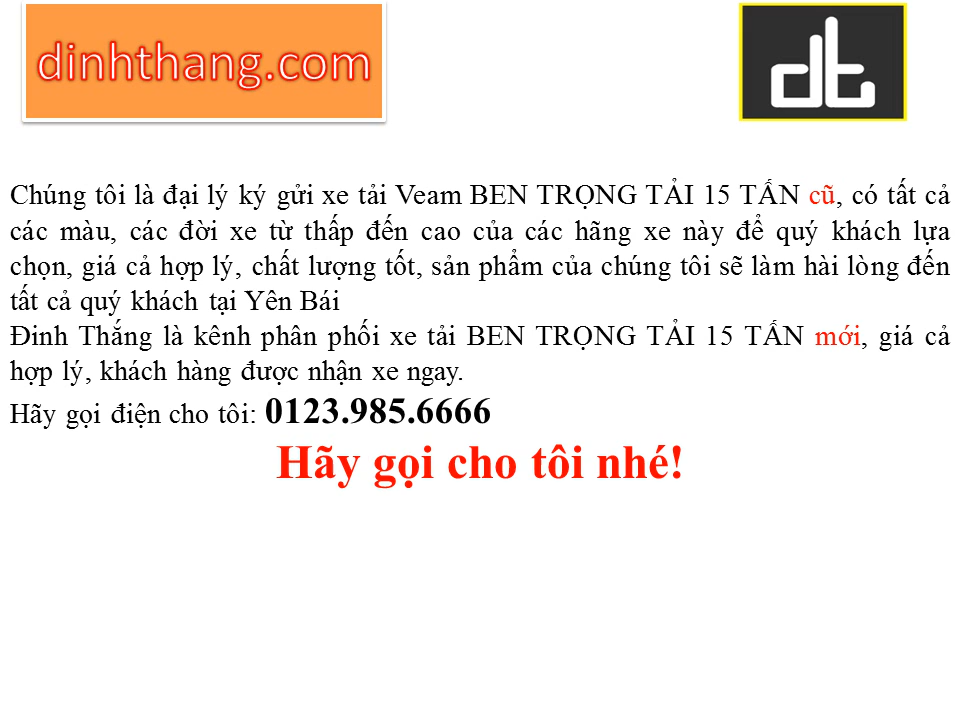 dinhthang.com
dt
Chúng tôi là đại lý ký gửi xe tải Veam BEN TRỌNG TẢI 15 TẤN cũ, có tất cả
các màu, các đời xe từ thấp đến cao của các hãng xe này để quý khách lựa
chọn, giá cả hợp lý, chất lượng tốt, sản phẩm của chúng tôi sẽ làm hài lòng đến
tất cả quý khách tại Yên Bái
Đinh Thắng là kênh phân phối xe tải BEN TRỌNG TẢI 15 TẤN mới, giá cả
hợp lý, khách hàng được nhận xe ngay.
Hãy gọi điện cho tôi: 0123.985.6666
Hãy gọi cho tôi nhé!